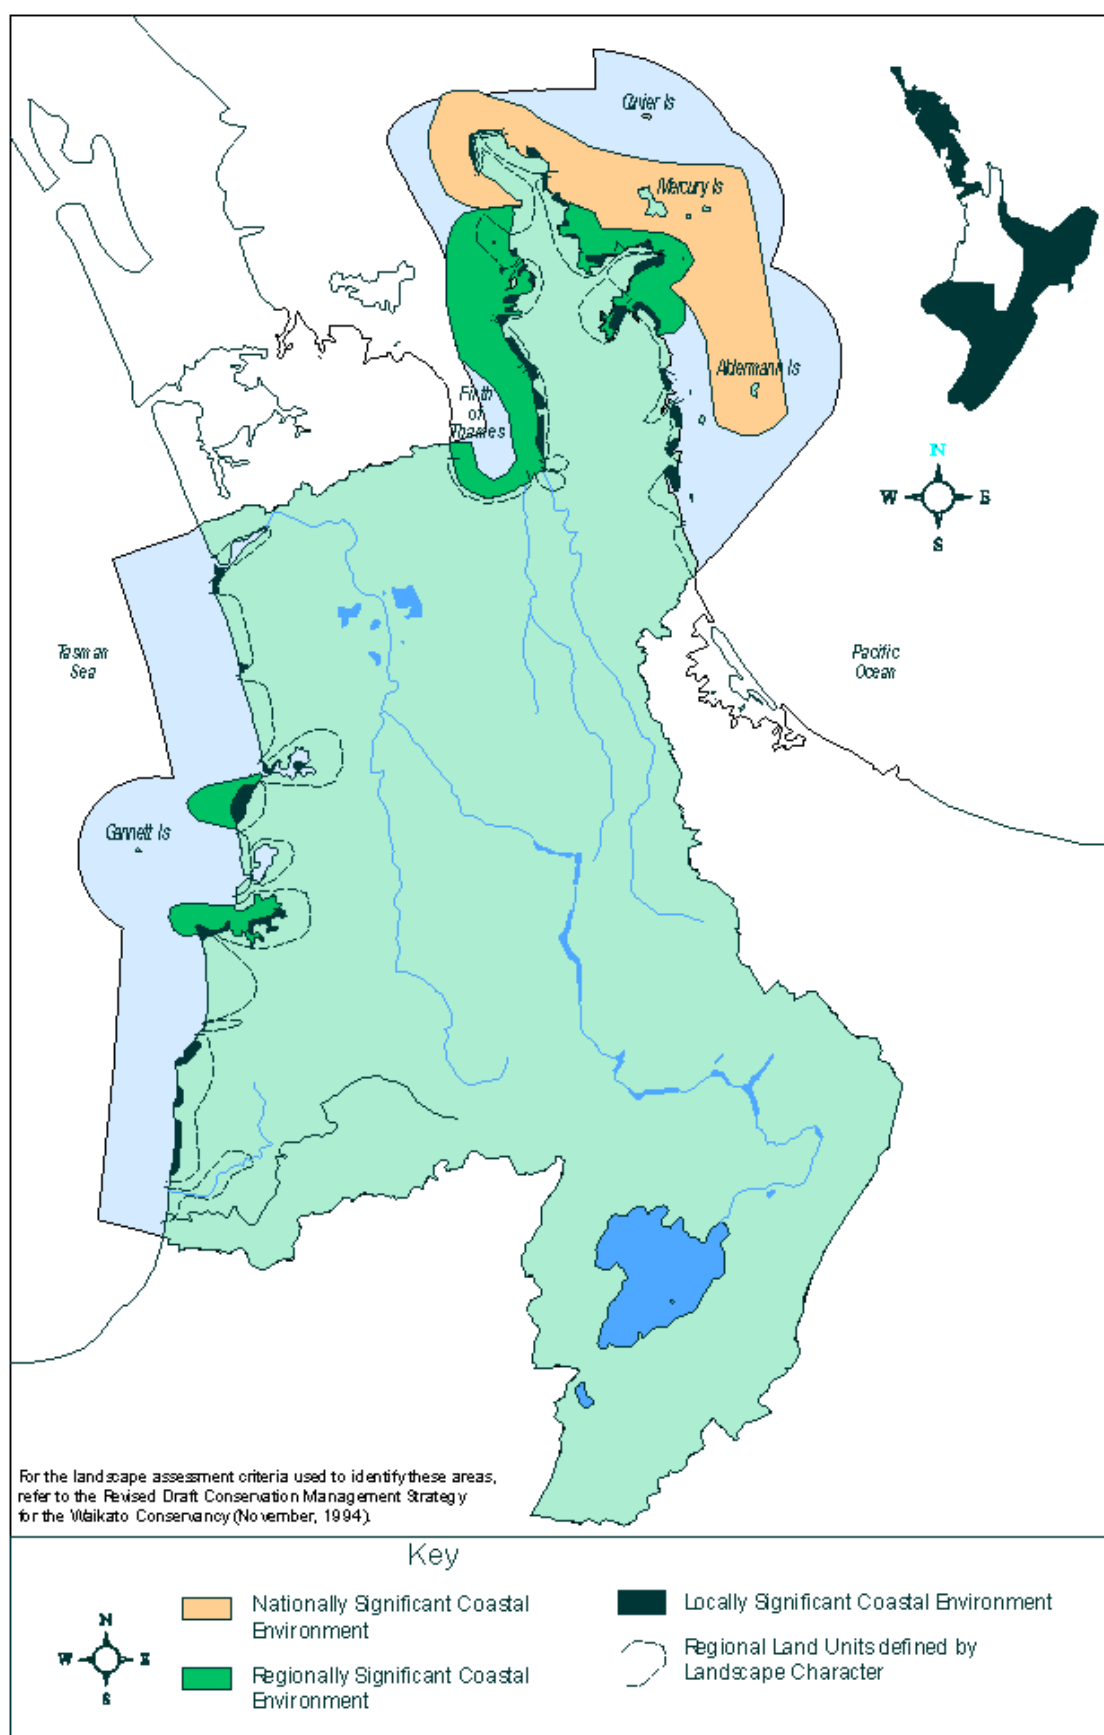 Cuvier Is
Mercury Is
Aldermann Is
Firth
of
Thames
N
W E
S
Tasman
Sea
Pacific
Ocean
Gannett Is
For the landscape assessment criteria used to identify these areas,
refer to the Revised Draft Conservation Management Strategy
for the Waikato Conservancy (November, 1994).
Key
Nationally Significant Coastal
Environment
Regionally Significant Coastal
Environment
Locally Significant Coastal Environment
Regional Land Units defined by
Landscape Character
N
W E
S